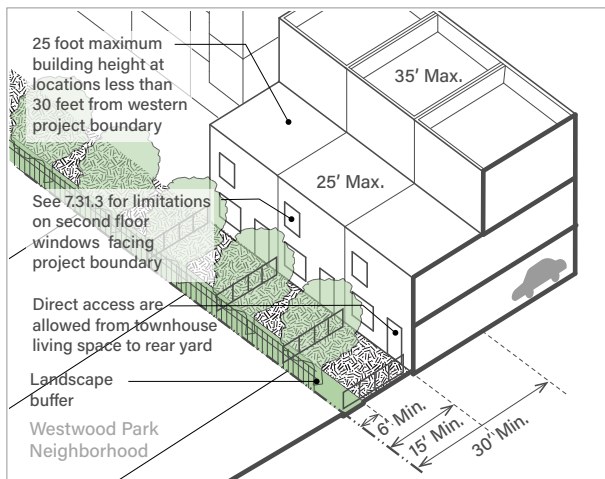 25 foot maximum
building height at
locations less than
30 feet from western
project boundary
35’ Max.
25’ Max.
See 7.31.3 for limitations
on second floor
windows facing
project boundary
Direct access are
allowed from townhouse
living space to rear yard
Landscape
buffer
Westwood Park
Neighborhood
6’ Min.
15’ Min.
30’ Min.